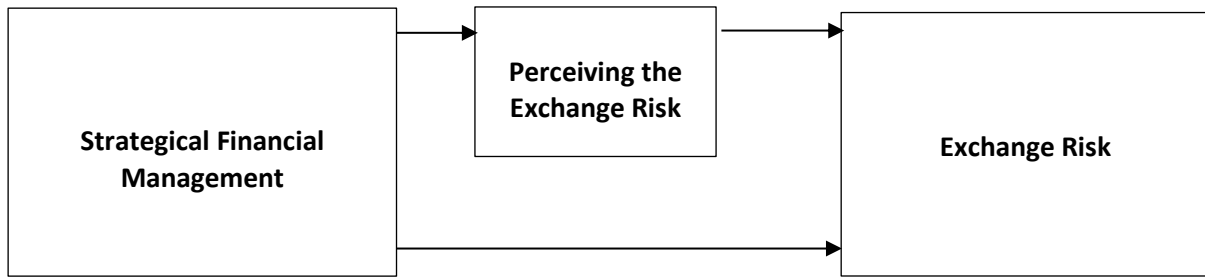 Perceiving the
Exchange Risk
Strategical Financial
Management
Exchange Risk